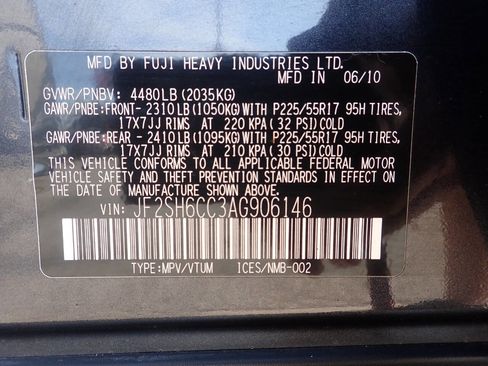 MFD BY FUJI HEAVY INDUSTRIES LTD.
MFD IN 06/10
GVWR/PNBV: 4480LB (2035KG)
GAWR/PNBE:FRONT- 2310LB(1050KG)WITH P225/55R17 95H TIRES,
17X7JJ RIMS AT 220 KPA ( 32 PSI) COLD
GAWR/PNBE:REAR - 2410LB(1095KG)WITH P225/55R17 95H TIRES,
17X7JJ RIMS AT 210 KPA ( 30 PSI) COLD
THIS VEHICLE CONFORMS TO ALL APPLICABLE FEDERAL MOTOR
VEHICLE SAFETY AND THEFT PREVENTION STANDARDS IN EFFECT
ON THE DATE OF MANUFACTURE SHOWN ABOVE.
VIN: JF2SH6CC3AG906146
TYPE:MPV/VTUM ICES/NMB-002